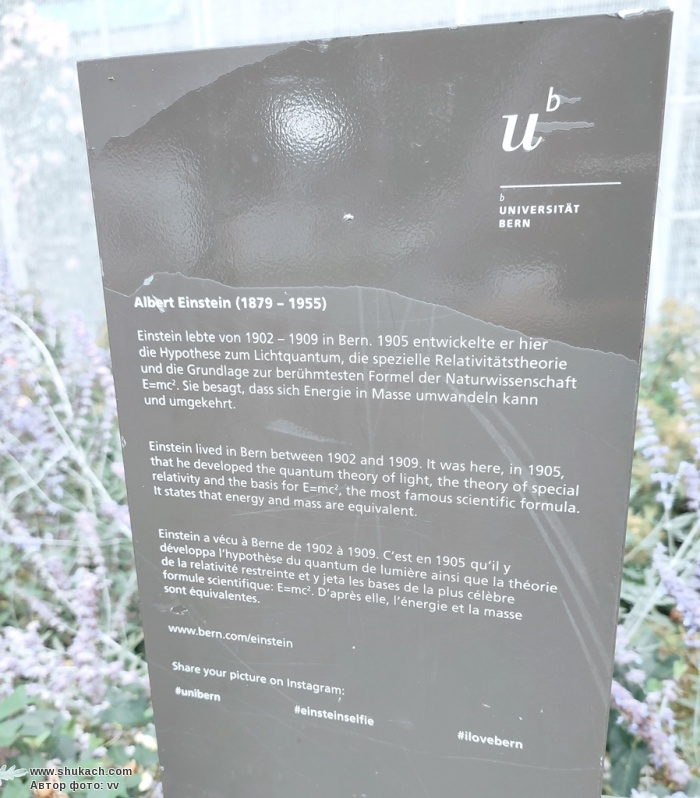 u b
b
UNIVERSITÄT
BERN
Albert Einstein (1879 – 1955)
Einstein lebte von 1902 – 1909 in Bern. 1905 entwickelte er hier
die Hypothese zum Lichtquantum, die spezielle Relativitätstheorie
und die Grundlage zur berühmtesten Formel der Naturwissenschaft
E=mc². Sie besagt, dass sich Energie in Masse umwandeln kann
und umgekehrt.
Einstein lived in Bern between 1902 and 1909. It was here, in 1905,
that he developed the quantum theory of light, the theory of special
relativity and the basis for E=mc², the most famous scientific formula.
It states that energy and mass are equivalent.
Einstein a vécu à Berne de 1902 à 1909. C’est en 1905 qu’il y
développa l’hypothèse du quantum de lumière ainsi que la théorie
de la relativité restreinte et y jeta les bases de la plus célèbre
formule scientifique: E=mc². D’après elle, l’énergie et la masse
sont équivalentes.
www.bern.com/einstein
Share your picture on Instagram:
#unibern #einsteinselfie #ilovebern
www.shukach.com
Автор фото: vv